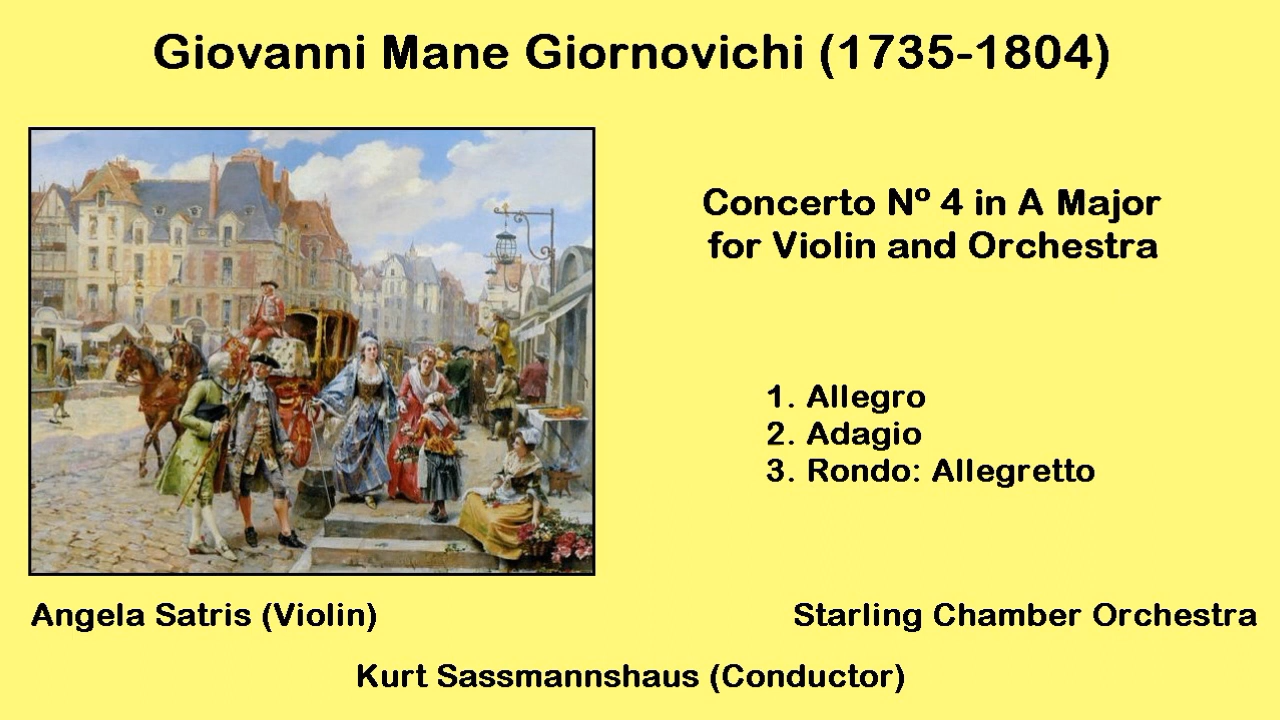 Giovanni Mane Giornovichi (1735-1804)
Concerto Nº 4 in A Major
for Violin and Orchestra
1. Allegro
2. Adagio
3. Rondo: Allegretto
Angela Satris (Violin)
Starling Chamber Orchestra
Kurt Sassmannshaus (Conductor)